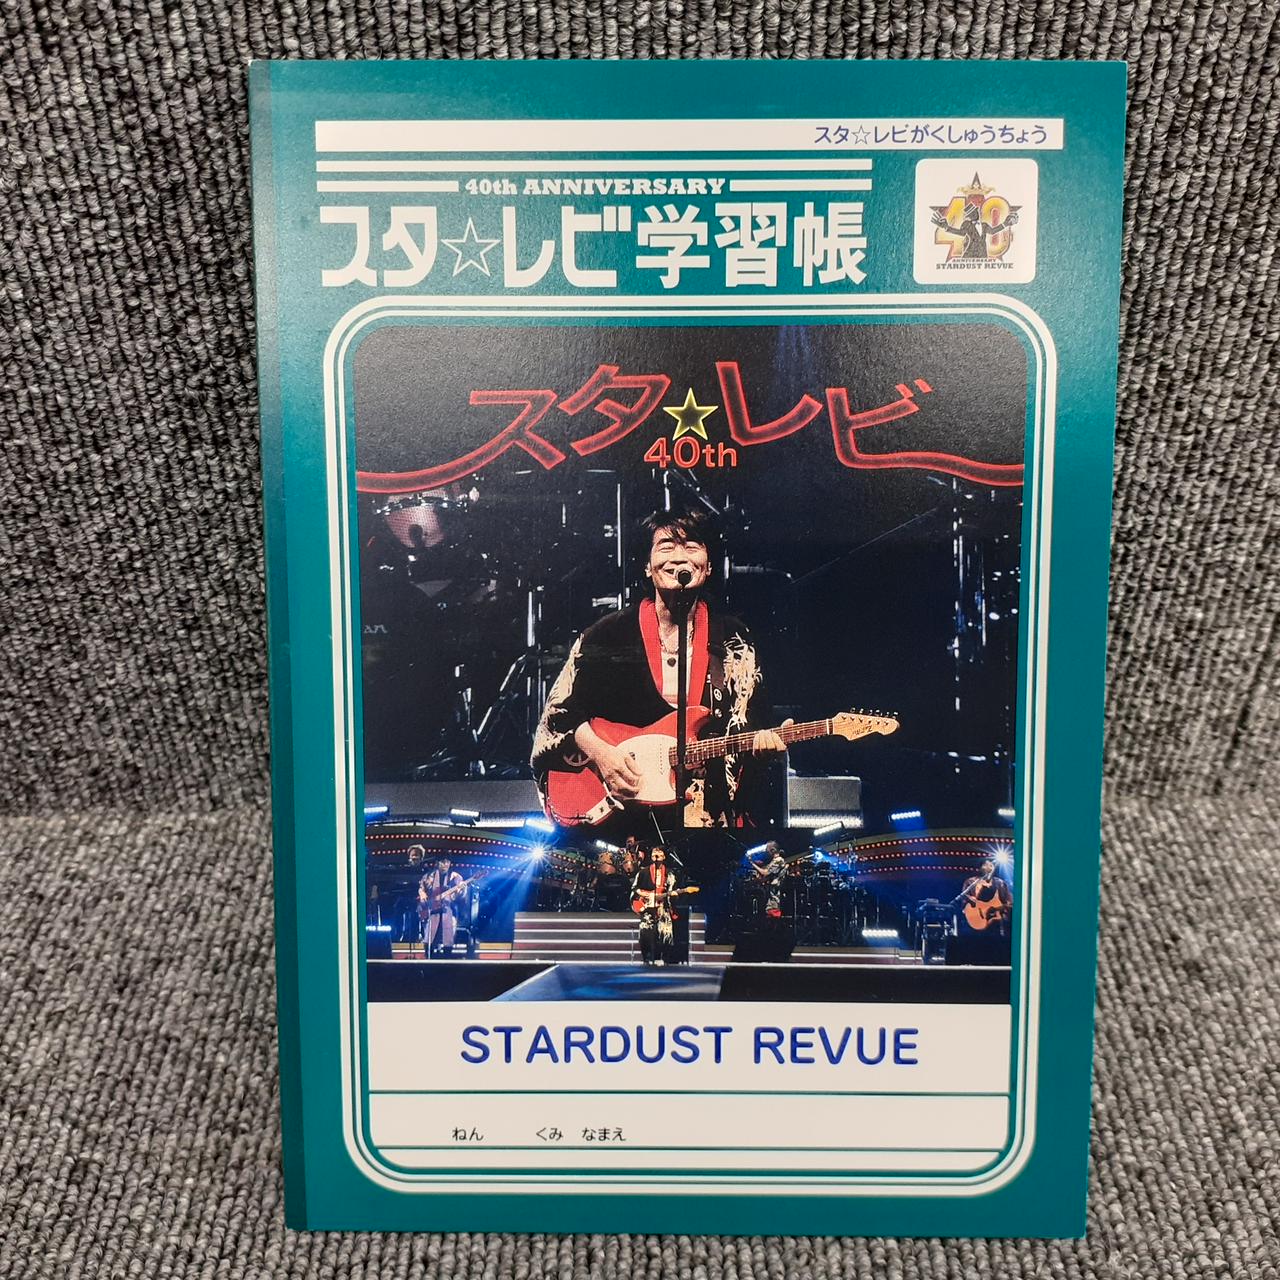 スタ☆レビがくしゅうちょう
40th ANNIVERSARY
スタ☆レビ学習帳
40
ANNIVERSARY
STARDUST REVUE
スタ☆レビ
40th
STARDUST REVUE
ねん くみ なまえ